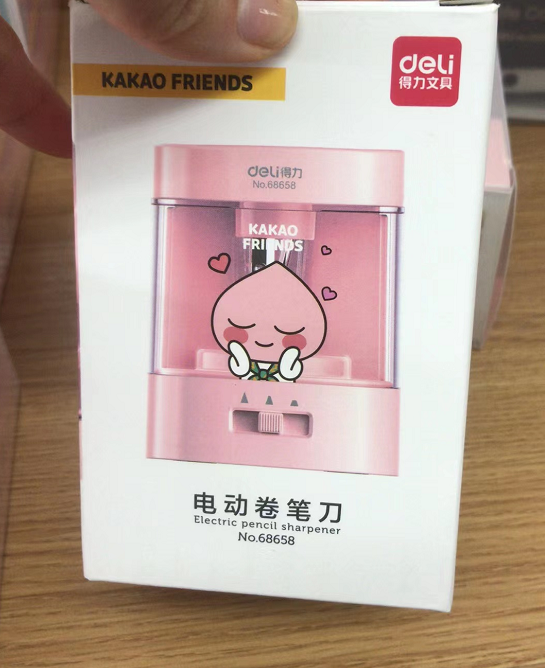 KAKAO FRIENDS
deli
得力文具
deli得力
No.68658
KAKAO
FRIENDS
电动卷笔刀
Electric pencil sharpener
No.68658